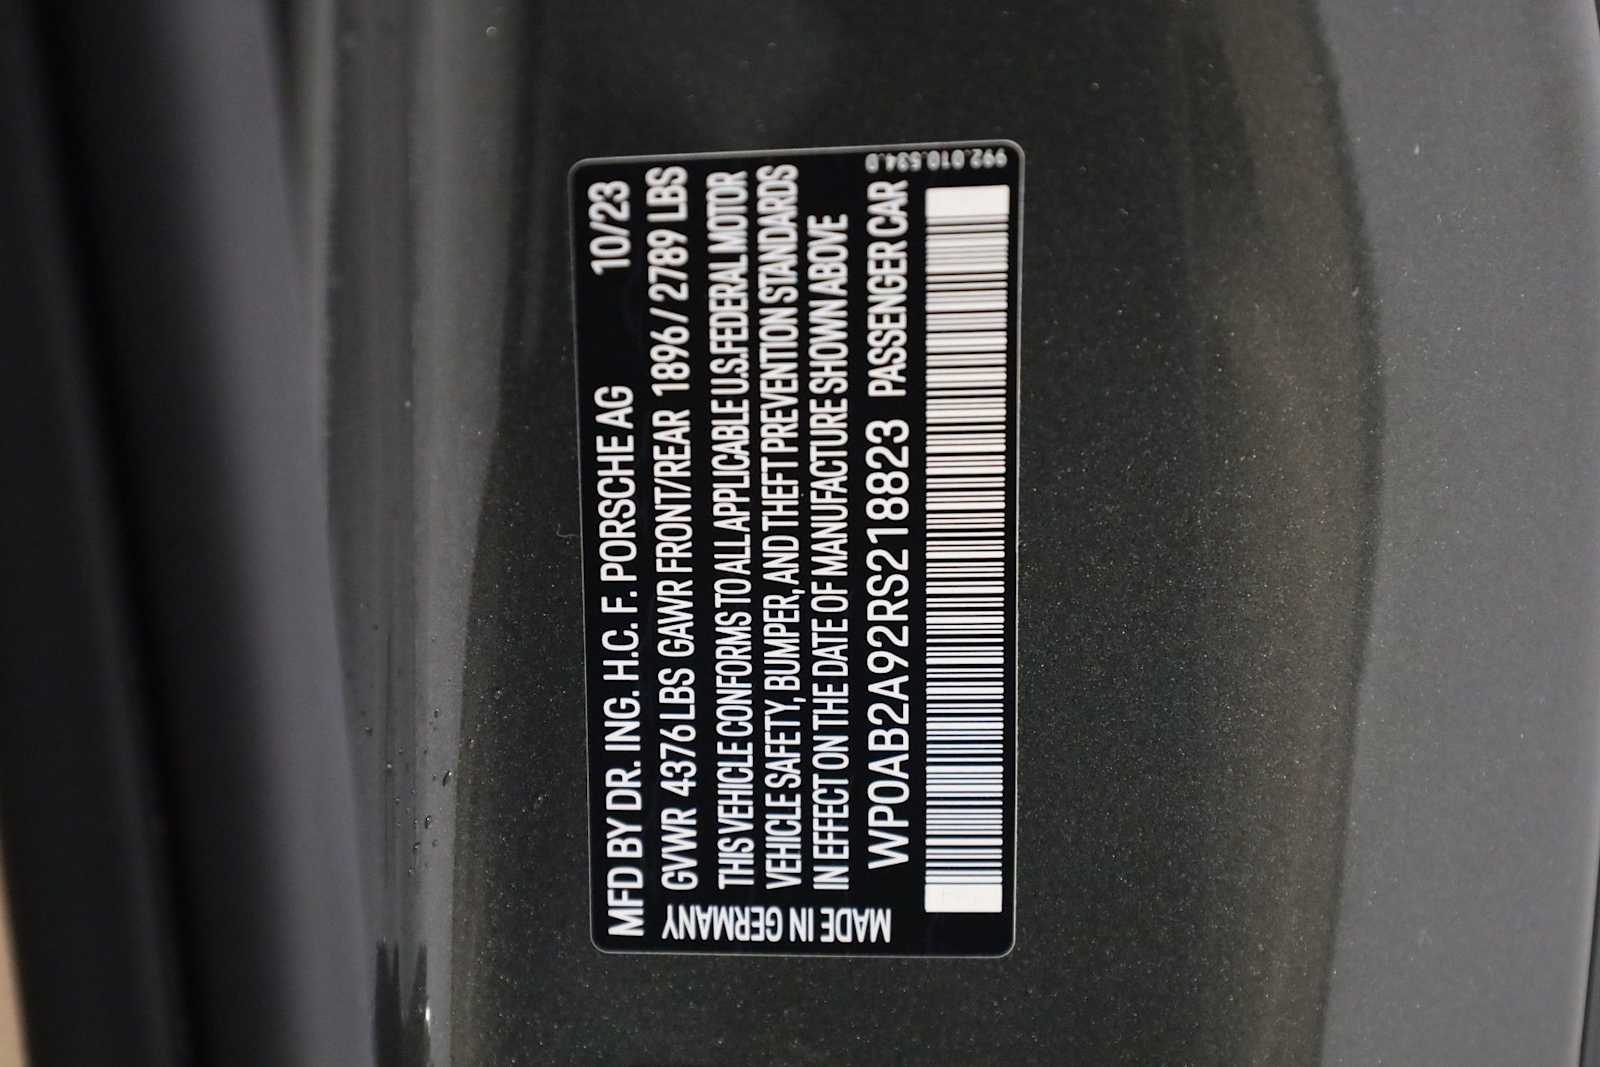 MFD BY DR. ING. H.C. F. PORSCHE AG 10/23
GVWR 4376 LBS GAWR FRONT/REAR 1896 / 2789 LBS
THIS VEHICLE CONFORMS TO ALL APPLICABLE U.S. FEDERAL MOTOR
VEHICLE SAFETY, BUMPER, AND THEFT PREVENTION STANDARDS
IN EFFECT ON THE DATE OF MANUFACTURE SHOWN ABOVE
WP0AB2A92RS218823 PASSENGER CAR
MADE IN GERMANY
992.010.534.D